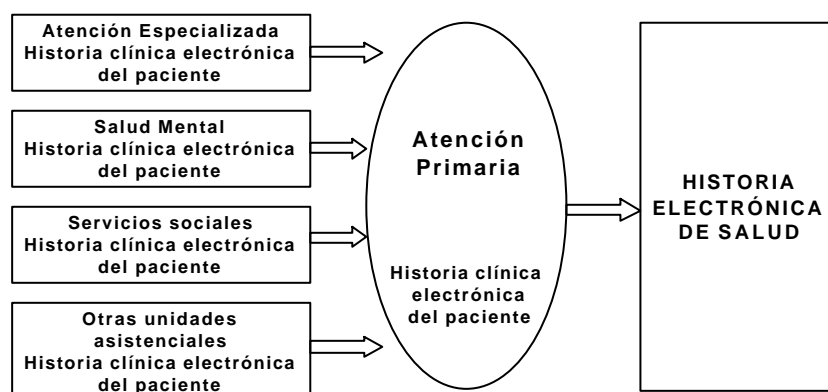 Atención Especializada
Historia clínica electrónica
del paciente
Salud Mental
Historia clínica electrónica
del paciente
Servicios sociales
Historia clínica electrónica
del paciente
Otras unidades
asistenciales
Historia clínica electrónica
del paciente
Atención
Primaria
Historia clínica
electrónica
del paciente
HISTORIA
ELECTRÓNICA
DE SALUD